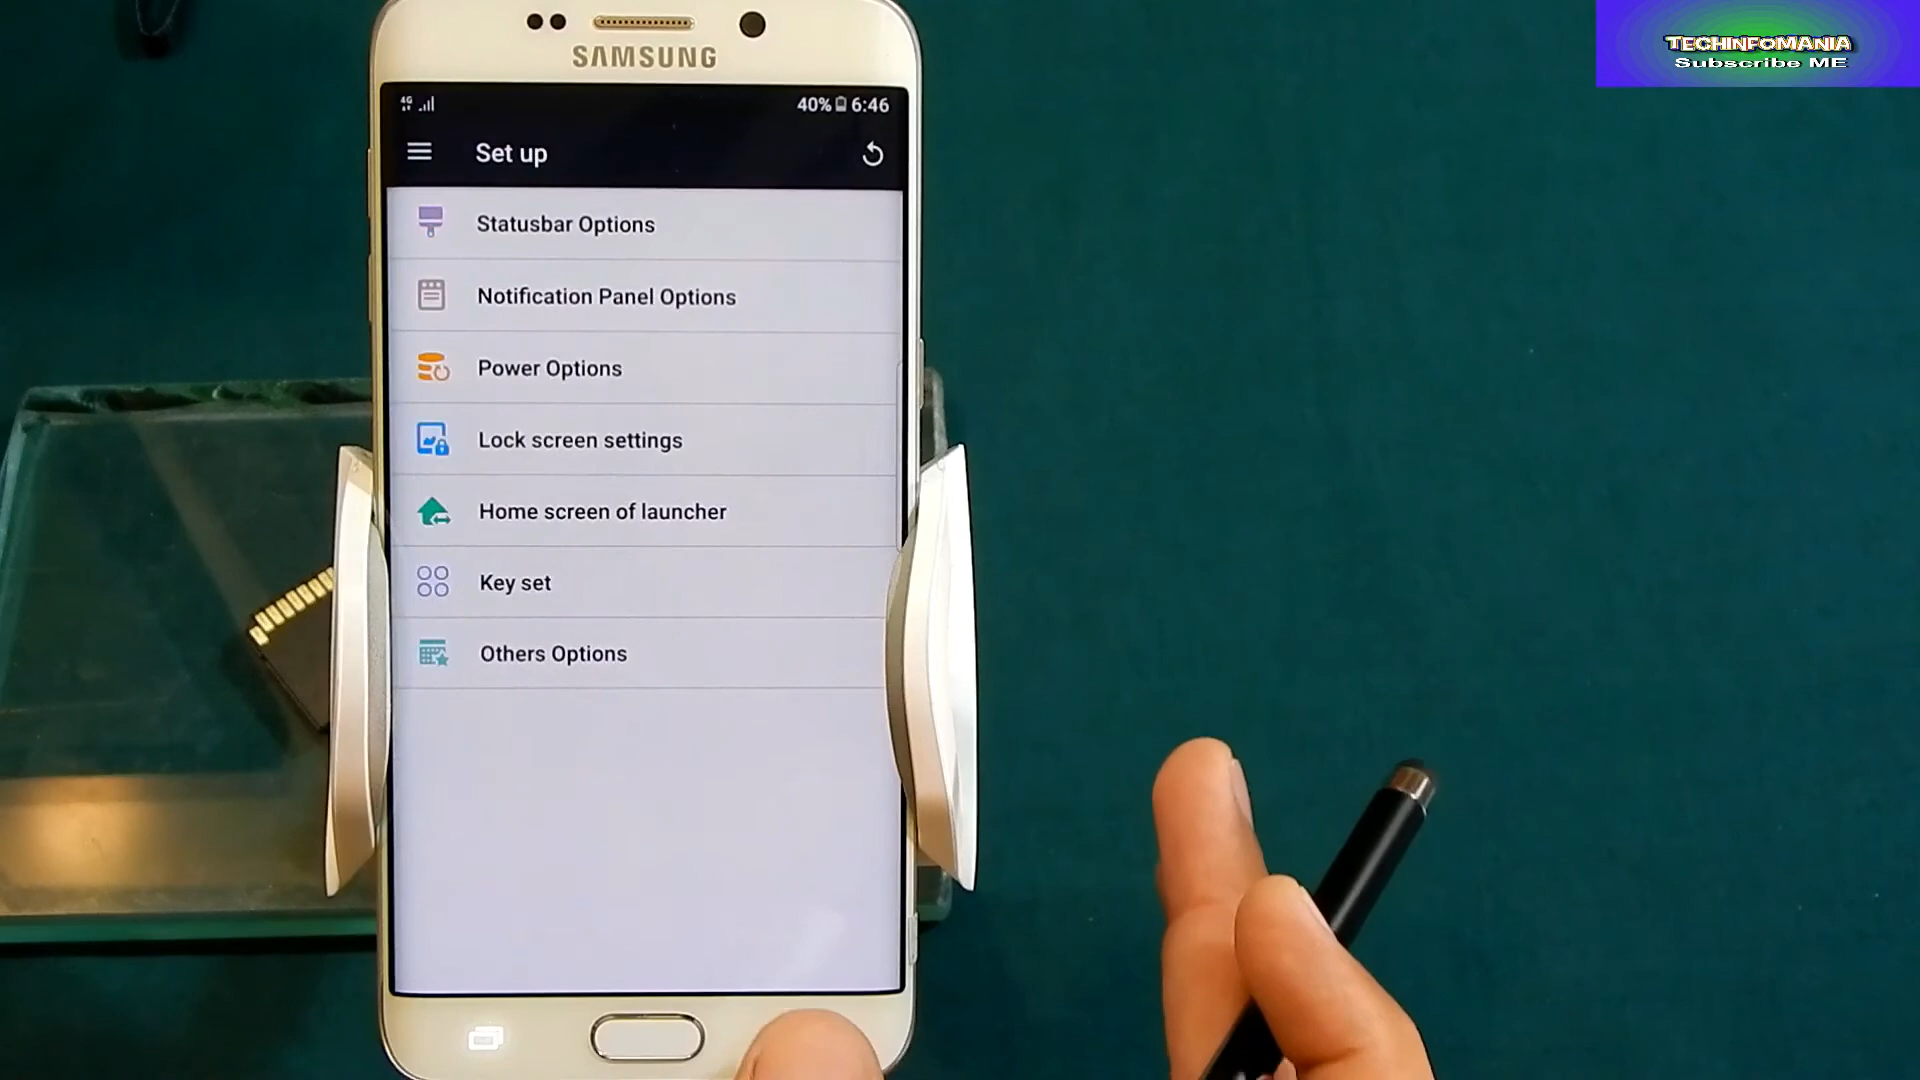 TECHINFOMANIA
Subscribe ME
SAMSUNG
4G 40% 6:46
Set up
Statusbar Options
Notification Panel Options
Power Options
Lock screen settings
Home screen of launcher
Key set
Others Options